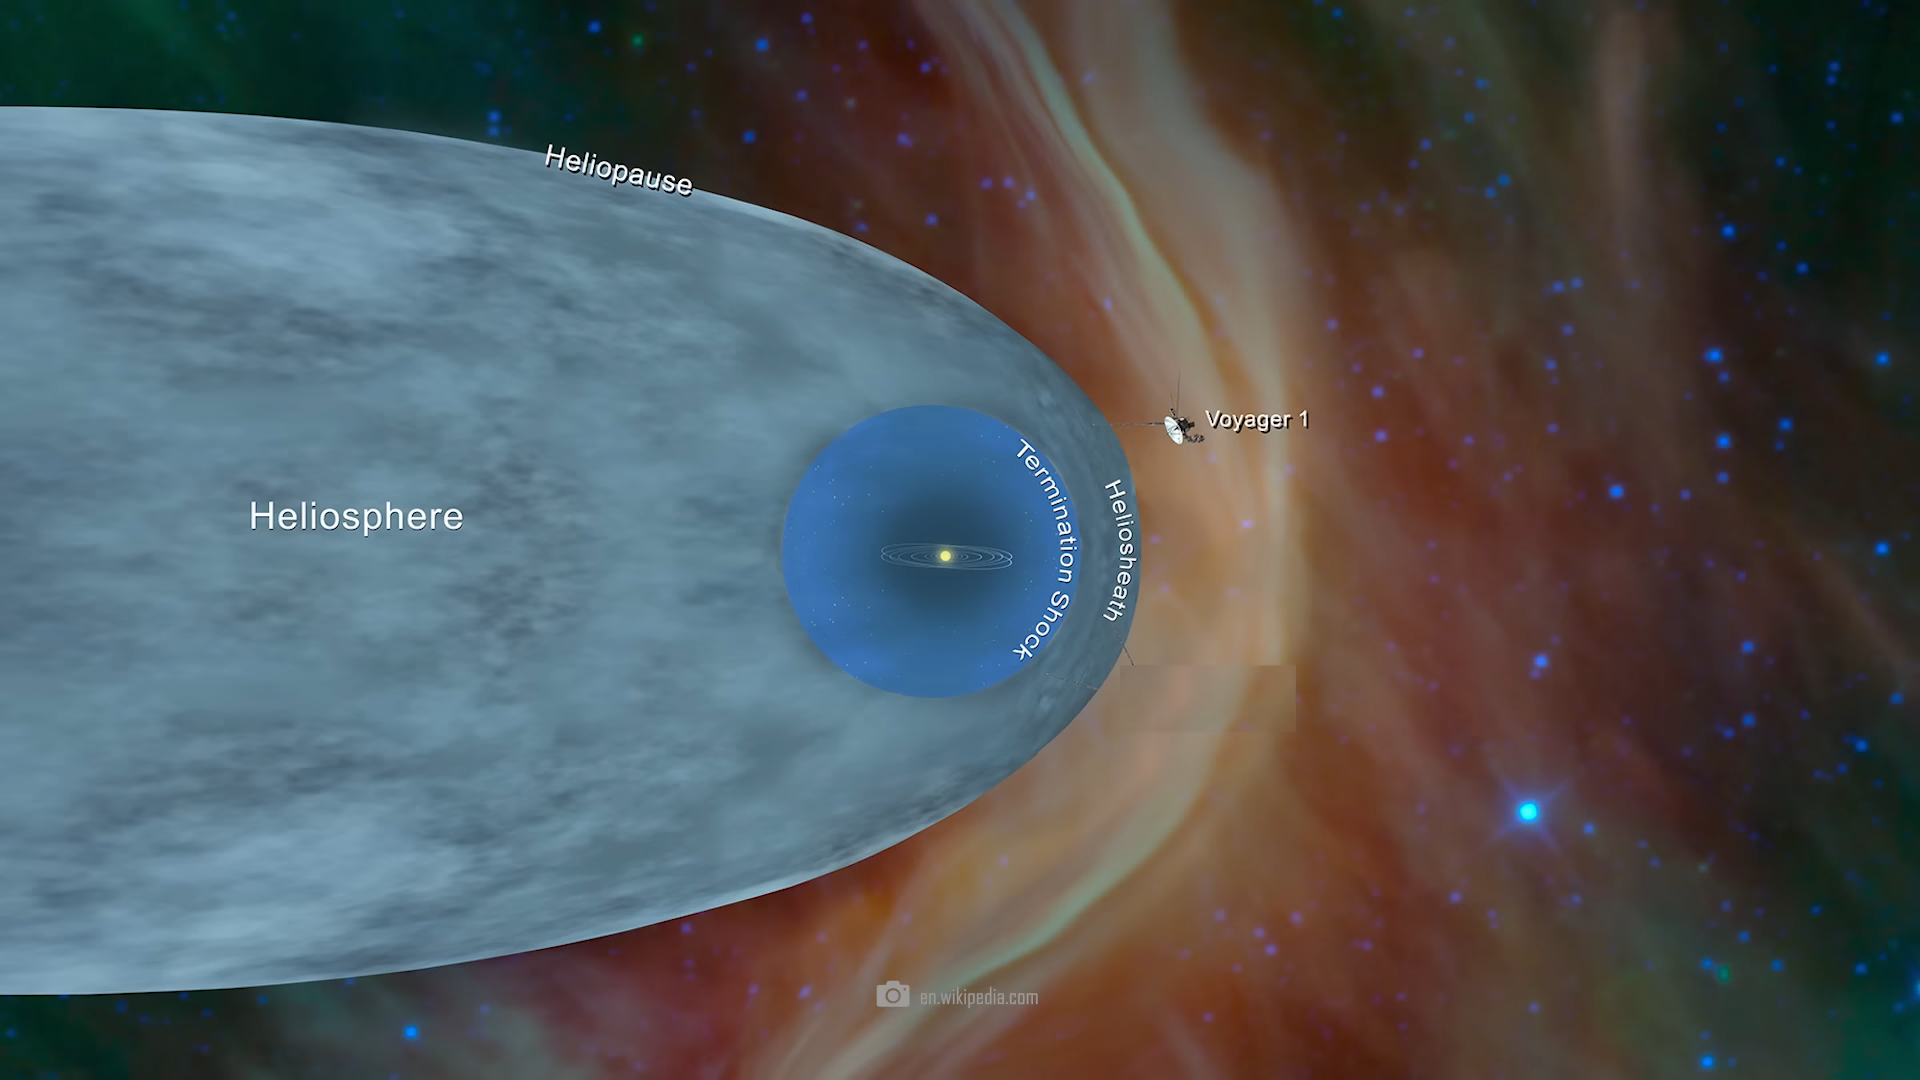 Heliopause
Voyager 1
Termination Shock
Heliosheath
Heliosphere
en.wikipedia.com